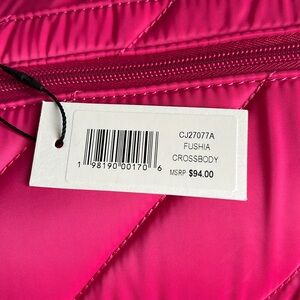 CJ27077A
FUSHIA
CROSSBODY
MSRP $94.00
1 98190 00170 6